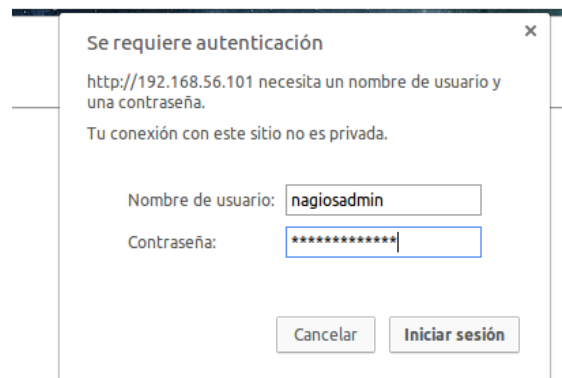 Se requiere autenticación
×
http://192.168.56.101 necesita un nombre de usuario y
una contraseña.
Tu conexión con este sitio no es privada.
Nombre de usuario: nagiosadmin
Contraseña: *************
Cancelar Iniciar sesión